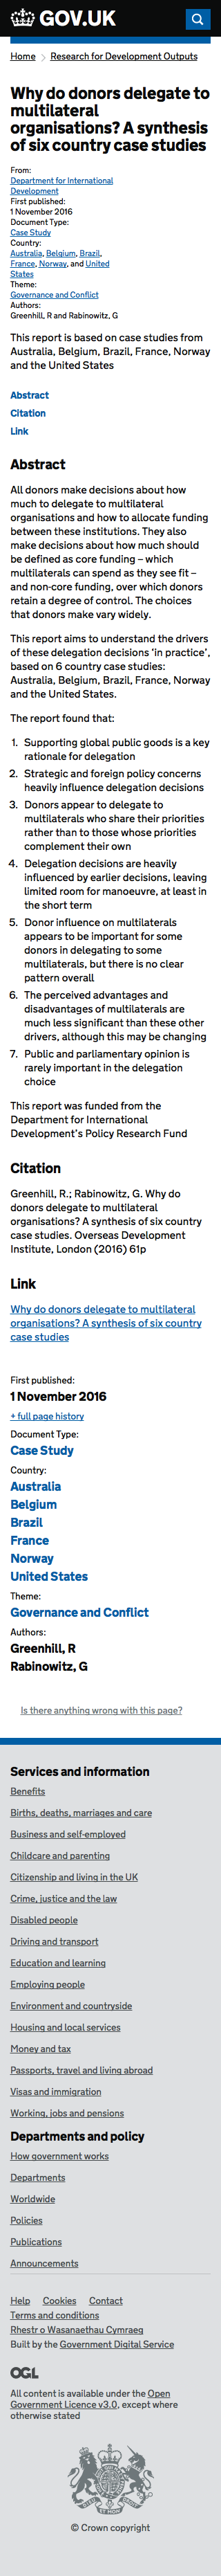 GOV.UK
Home
Research for Development Outputs
Why do donors delegate to
multilateral
organisations? A synthesis
of six country case studies
From:
Department for International
Development
First published:
1 November 2016
Document Type:
Case Study
Country:
Australia, Belgium, Brazil,
France, Norway, and United
States
Theme:
Governance and Conflict
Authors:
Greenhill, R and Rabinowitz, G
This report is based on case studies from
Australia, Belgium, Brazil, France, Norway
and the United States
Abstract
Citation
Link
Abstract
All donors make decisions about how
much to delegate to multilateral
organisations and how to allocate funding
between these institutions. They also
make decisions about how much should
be defined as core funding – which
multilaterals can spend as they see fit –
and non-core funding, over which donors
retain a degree of control. The choices
that donors make vary widely.
This report aims to understand the drivers
of these delegation decisions ‘in practice’,
based on 6 country case studies:
Australia, Belgium, Brazil, France, Norway
and the United States.
The report found that:
1. Supporting global public goods is a key
rationale for delegation
2. Strategic and foreign policy concerns
heavily influence delegation decisions
3. Donors appear to delegate to
multilaterals who share their priorities
rather than to those whose priorities
complement their own
4. Delegation decisions are heavily
influenced by earlier decisions, leaving
limited room for manoeuvre, at least in
the short term
5. Donor influence on multilaterals
appears to be important for some
donors in delegating to some
multilaterals, but there is no clear
pattern overall
6. The perceived advantages and
disadvantages of multilaterals are
much less significant than these other
drivers, although this may be changing
7. Public and parliamentary opinion is
rarely important in the delegation
choice
This report was funded from the
Department for International
Development’s Policy Research Fund
Citation
Greenhill, R.; Rabinowitz, G. Why do
donors delegate to multilateral
organisations? A synthesis of six country
case studies. Overseas Development
Institute, London (2016) 61p
Link
Why do donors delegate to multilateral
organisations? A synthesis of six country
case studies
First published:
1 November 2016
+ full page history
Document Type:
Case Study
Country:
Australia
Belgium
Brazil
France
Norway
United States
Theme:
Governance and Conflict
Authors:
Greenhill, R
Rabinowitz, G
Is there anything wrong with this page?
Services and information
Benefits
Births, deaths, marriages and care
Business and self-employed
Childcare and parenting
Citizenship and living in the UK
Crime, justice and the law
Disabled people
Driving and transport
Education and learning
Employing people
Environment and countryside
Housing and local services
Money and tax
Passports, travel and living abroad
Visas and immigration
Working, jobs and pensions
Departments and policy
How government works
Departments
Worldwide
Policies
Publications
Announcements
Help Cookies Contact
Terms and conditions
Rhestr o Wasanaethau Cymraeg
Built by the Government Digital Service
OGL
All content is available under the Open
Government Licence v3.0, except where
otherwise stated
© Crown copyright